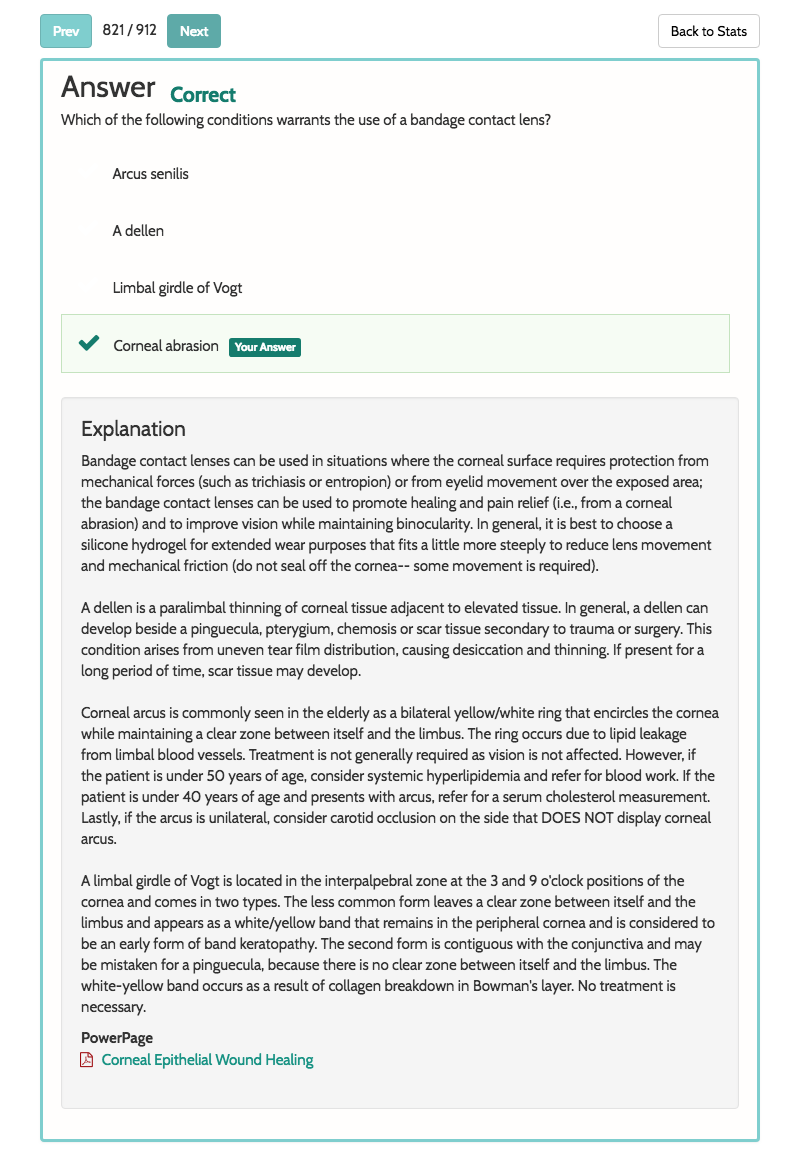 Prev 821 / 912 Next Back to Stats
Answer Correct
Which of the following conditions warrants the use of a bandage contact lens?
Arcus senilis
A dellen
Limbal girdle of Vogt
Corneal abrasion Your Answer
Explanation
Bandage contact lenses can be used in situations where the corneal surface requires protection from
mechanical forces (such as trichiasis or entropion) or from eyelid movement over the exposed area;
the bandage contact lenses can be used to promote healing and pain relief (i.e., from a corneal
abrasion) and to improve vision while maintaining binocularity. In general, it is best to choose a
silicone hydrogel for extended wear purposes that fits a little more steeply to reduce lens movement
and mechanical friction (do not seal off the cornea-- some movement is required).
A dellen is a paralimbal thinning of corneal tissue adjacent to elevated tissue. In general, a dellen can
develop beside a pinguecula, pterygium, chemosis or scar tissue secondary to trauma or surgery. This
condition arises from uneven tear film distribution, causing desiccation and thinning. If present for a
long period of time, scar tissue may develop.
Corneal arcus is commonly seen in the elderly as a bilateral yellow/white ring that encircles the cornea
while maintaining a clear zone between itself and the limbus. The ring occurs due to lipid leakage
from limbal blood vessels. Treatment is not generally required as vision is not affected. However, if
the patient is under 50 years of age, consider systemic hyperlipidemia and refer for blood work. If the
patient is under 40 years of age and presents with arcus, refer for a serum cholesterol measurement.
Lastly, if the arcus is unilateral, consider carotid occlusion on the side that DOES NOT display corneal
arcus.
A limbal girdle of Vogt is located in the interpalpebral zone at the 3 and 9 o'clock positions of the
cornea and comes in two types. The less common form leaves a clear zone between itself and the
limbus and appears as a white/yellow band that remains in the peripheral cornea and is considered to
be an early form of band keratopathy. The second form is contiguous with the conjunctiva and may
be mistaken for a pinguecula, because there is no clear zone between itself and the limbus. The
white-yellow band occurs as a result of collagen breakdown in Bowman's layer. No treatment is
necessary.
PowerPage
Corneal Epithelial Wound Healing